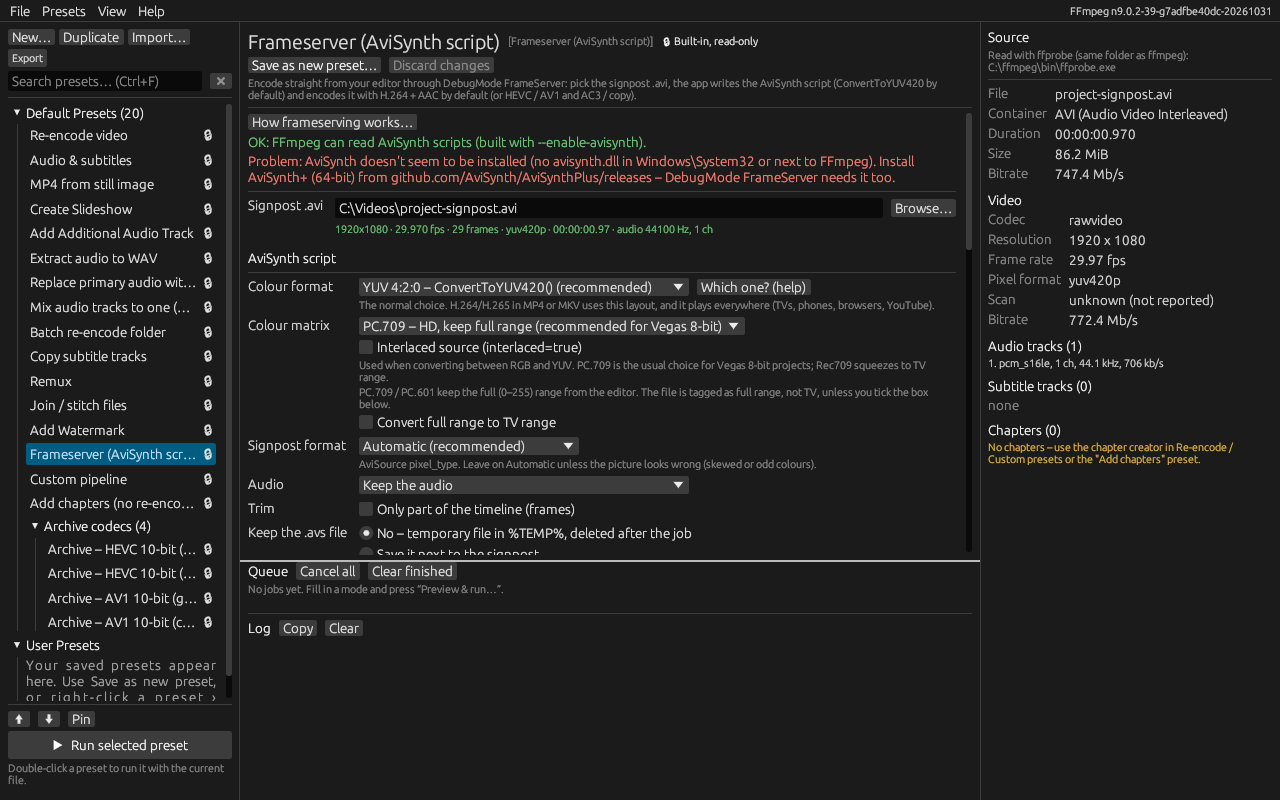 File Presets View Help
FFmpeg n9.0.2-39-g7adfbe40dc-20261031
New… Duplicate Import…
Export
Search presets… (Ctrl+F)
Default Presets (20)
Re-encode video
Audio & subtitles
MP4 from still image
Create Slideshow
Add Additional Audio Track
Extract audio to WAV
Replace primary audio wit…
Mix audio tracks to one (…
Batch re-encode folder
Copy subtitle tracks
Remux
Join / stitch files
Add Watermark
Frameserver (AviSynth scr…
Custom pipeline
Add chapters (no re-enco…
Archive codecs (4)
Archive – HEVC 10-bit (…
Archive – HEVC 10-bit (…
Archive – AV1 10-bit (g…
Archive – AV1 10-bit (c…
User Presets
Your saved presets appear
here. Use Save as new preset,
or right-click a preset ›
Pin
Run selected preset
Double-click a preset to run it with the current
file.
Frameserver (AviSynth script) [Frameserver (AviSynth script)] Built-in, read-only
Save as new preset… Discard changes
Encode straight from your editor through DebugMode FrameServer: pick the signpost .avi, the app writes the AviSynth script (ConvertToYUV420 by
default) and encodes it with H.264 + AAC by default (or HEVC / AV1 and AC3 / copy).
How frameserving works…
OK: FFmpeg can read AviSynth scripts (built with --enable-avisynth).
Problem: AviSynth doesn't seem to be installed (no avisynth.dll in Windows\System32 or next to FFmpeg). Install
AviSynth+ (64-bit) from github.com/AviSynth/AviSynthPlus/releases – DebugMode FrameServer needs it too.
Signpost .avi C:\Videos\project-signpost.avi Browse…
1920x1080 · 29.970 fps · 29 frames · yuv420p · 00:00:00.97 · audio 44100 Hz, 1 ch
AviSynth script
Colour format YUV 4:2:0 – ConvertToYUV420() (recommended) Which one? (help)
The normal choice. H.264/H.265 in MP4 or MKV uses this layout, and it plays everywhere (TVs, phones, browsers, YouTube).
Colour matrix PC.709 – HD, keep full range (recommended for Vegas 8-bit)
Interlaced source (interlaced=true)
Used when converting between RGB and YUV. PC.709 is the usual choice for Vegas 8-bit projects; Rec709 squeezes to TV
range.
PC.709 / PC.601 keep the full (0–255) range from the editor. The file is tagged as full range, not TV, unless you tick the box
below.
Convert full range to TV range
Signpost format Automatic (recommended)
AviSource pixel_type. Leave on Automatic unless the picture looks wrong (skewed or odd colours).
Audio Keep the audio
Trim Only part of the timeline (frames)
Keep the .avs file No – temporary file in %TEMP%, deleted after the job
Save it next to the signpost
Queue Cancel all Clear finished
No jobs yet. Fill in a mode and press "Preview & run…".
Log Copy Clear
Source
Read with ffprobe (same folder as ffmpeg):
C:\ffmpeg\bin\ffprobe.exe
File project-signpost.avi
Container AVI (Audio Video Interleaved)
Duration 00:00:00.970
Size 86.2 MiB
Bitrate 747.4 Mb/s
Video
Codec rawvideo
Resolution 1920 x 1080
Frame rate 29.97 fps
Pixel format yuv420p
Scan unknown (not reported)
Bitrate 772.4 Mb/s
Audio tracks (1)
1. pcm_s16le, 1 ch, 44.1 kHz, 706 kb/s
Subtitle tracks (0)
none
Chapters (0)
No chapters – use the chapter creator in Re-encode /
Custom presets or the "Add chapters" preset.